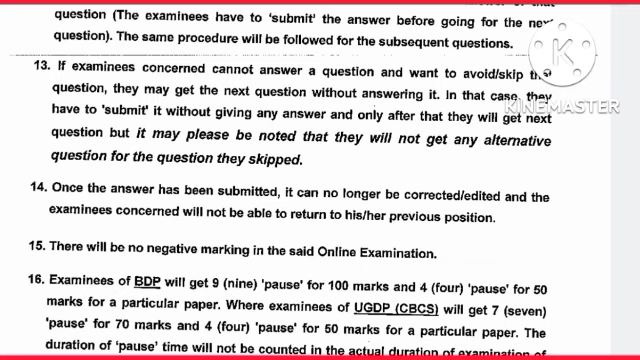 question (The examinees have to 'submit' the answer before going for the next
question). The same procedure will be followed for the subsequent questions.
13. If examinees concerned cannot answer a question and want to avoid/skip the
question, they may get the next question without answering it. In that case, they
have to 'submit' it without giving any answer and only after that they will get next
question but it may please be noted that they will not get any alternative
question for the question they skipped.
14. Once the answer has been submitted, it can no longer be corrected/edited and the
examinees concerned will not be able to return to his/her previous position.
15. There will be no negative marking in the said Online Examination.
16. Examinees of BDP will get 9 (nine) 'pause' for 100 marks and 4 (four) 'pause' for 50
marks for a particular paper. Where examinees of UGDP (CBCS) will get 7 (seven)
'pause' for 70 marks and 4 (four) 'pause' for 50 marks for a particular paper. The
duration of 'pause' time will not be counted in the actual duration of examination of
K
KINEMASTER